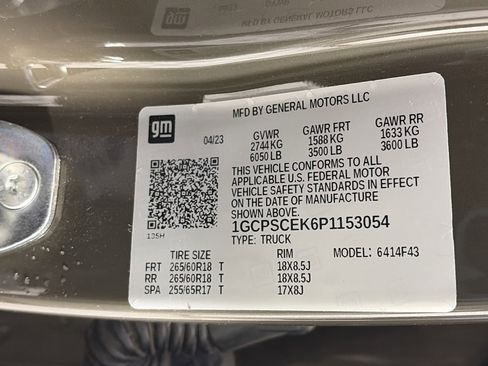 MFD BY GENERAL MOTORS LLC
gm
04/23
GVWR GAWR FRT GAWR RR
2744 KG 1588 KG 1633 KG
6050 LB 3500 LB 3600 LB
THIS VEHICLE CONFORMS TO ALL
APPLICABLE U.S. FEDERAL MOTOR
VEHICLE SAFETY STANDARDS IN EFFECT
ON THE DATE OF MANUFACTURE
SHOWN ABOVE.
1GCPSCEK6P1153054
TYPE: TRUCK MODEL: 6414F43
TIRE SIZE RIM
FRT 265/60R18 T 18X8.5J
RR 265/60R18 T 18X8.5J
SPA 255/65R17 T 17X8J